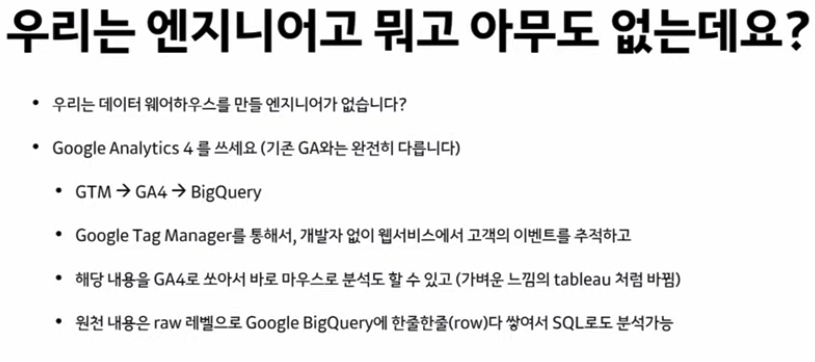 우리는 엔지니어고 뭐고 아무도 없는데요?
• 우리는 데이터 웨어하우스를 만들 엔지니어가 없습니다?
• Google Analytics 4 를 쓰세요 (기존 GA와는 완전히 다릅니다)
• GTM → GA4 → BigQuery
• Google Tag Manager를 통해서, 개발자 없이 웹서비스에서 고객의 이벤트를 추적하고
• 해당 내용을 GA4로 쏘아서 바로 마우스로 분석도 할 수 있고 (가벼운 느낌의 tableau 처럼 바뀜)
• 원천 내용은 raw 레벨으로 Google BigQuery에 한줄한줄(row)다 쌓여서 SQL로도 분석가능